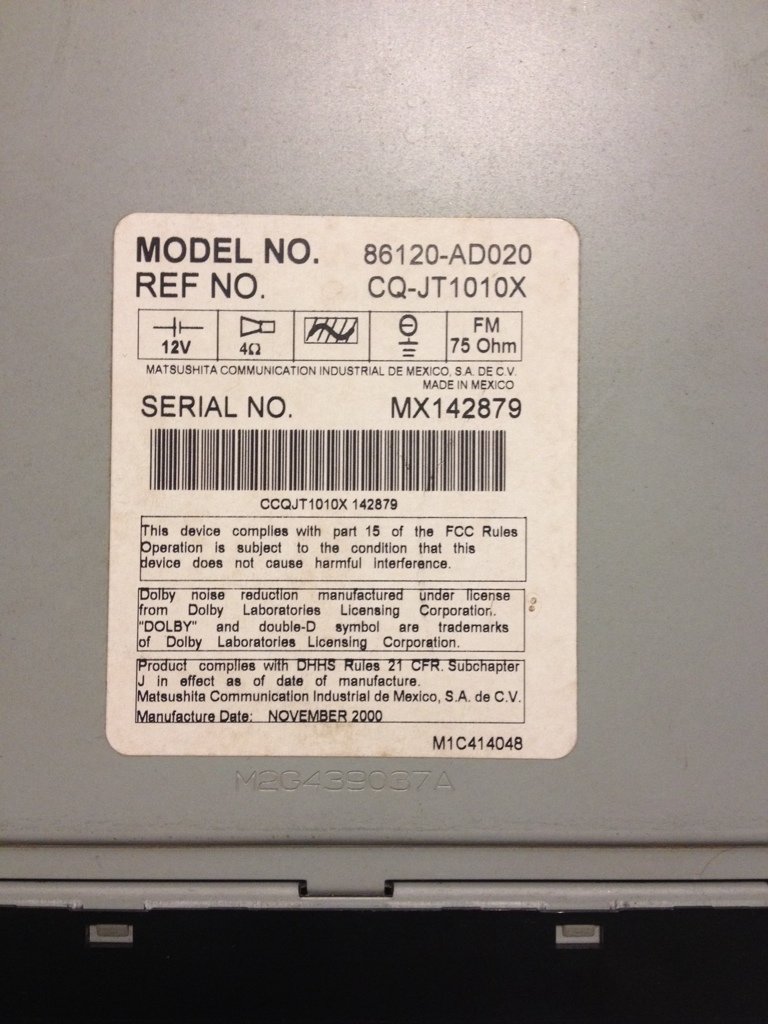 MODEL NO. 86120-AD020
REF NO. CQ-JT1010X
12V 4Ω FM
75 Ohm
MATSUSHITA COMMUNICATION INDUSTRIAL DE MEXICO, S.A. DE C.V.
MADE IN MEXICO
SERIAL NO. MX142879
CCQJT1010X 142879
This device complies with part 15 of the FCC Rules
Operation is subject to the condition that this
device does not cause harmful interference.
Dolby noise reduction manufactured under license
from Dolby Laboratories Licensing Corporation.
"DOLBY" and double-D symbol are trademarks
of Dolby Laboratories Licensing Corporation.
Product complies with DHHS Rules 21 CFR. Subchapter
J in effect as of date of manufacture.
Matsushita Communication Industrial de Mexico, S.A. de C.V.
Manufacture Date: NOVEMBER 2000
M1C414048
M2G439037A